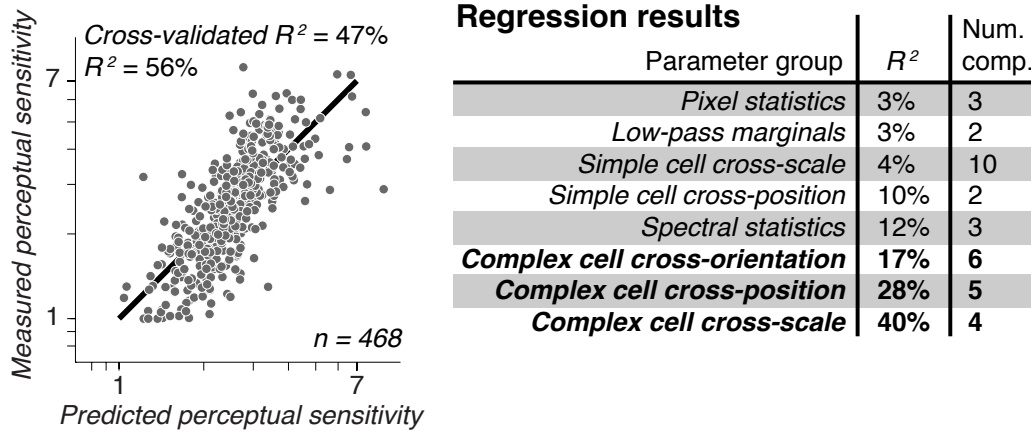 Cross-validated R² = 47%
R² = 56%
Measured perceptual sensitivity
7
1
n = 468
1 7
Predicted perceptual sensitivity
Regression results
Parameter group R² Num. comp.
Pixel statistics 3% 3
Low-pass marginals 3% 2
Simple cell cross-scale 4% 10
Simple cell cross-position 10% 2
Spectral statistics 12% 3
Complex cell cross-orientation 17% 6
Complex cell cross-position 28% 5
Complex cell cross-scale 40% 4